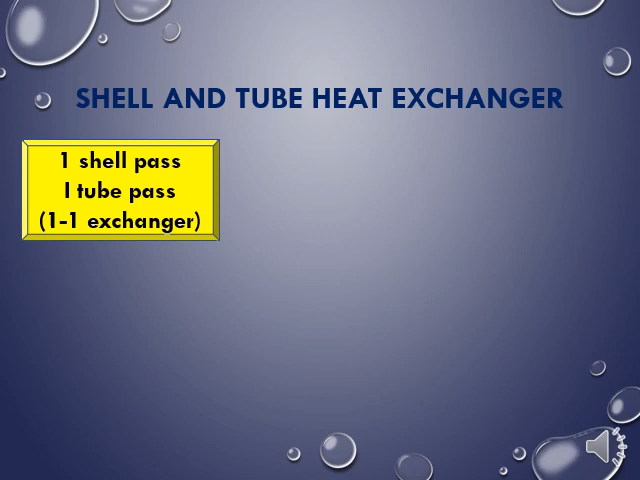 SHELL AND TUBE HEAT EXCHANGER
1 shell pass
I tube pass
(1-1 exchanger)